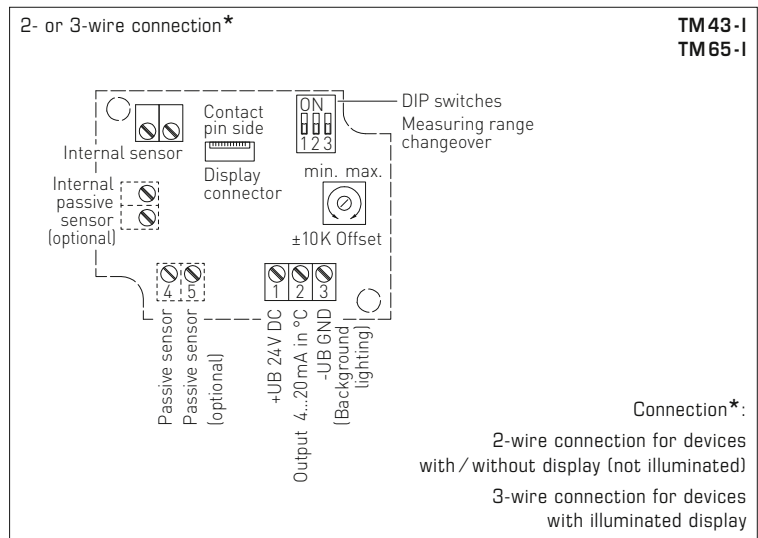 2- or 3-wire connection*
TM43-I
TM65-I
ON
1 2 3
DIP switches
Measuring range
changeover
Contact
pin side
Internal sensor
Display
connector
min. max.
Internal
passive
sensor
(optional)
±10K Offset
4 5
1 2 3
Passive sensor
Passive sensor
(optional)
+UB 24V DC
Output 4...20mA in °C
-UB GND
(Background
lighting)
Connection*:
2-wire connection for devices
with / without display (not illuminated)
3-wire connection for devices
with illuminated display